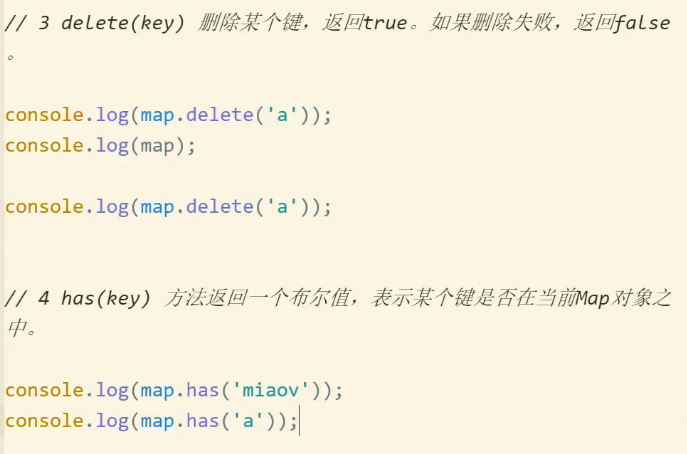 // 3 delete(key) 删除某个键，返回true。如果删除失败，返回false
。
console.log(map.delete('a'));
console.log(map);
console.log(map.delete('a'));
// 4 has(key) 方法返回一个布尔值，表示某个键是否在当前Map对象之
中。
console.log(map.has('miaov'));
console.log(map.has('a'));